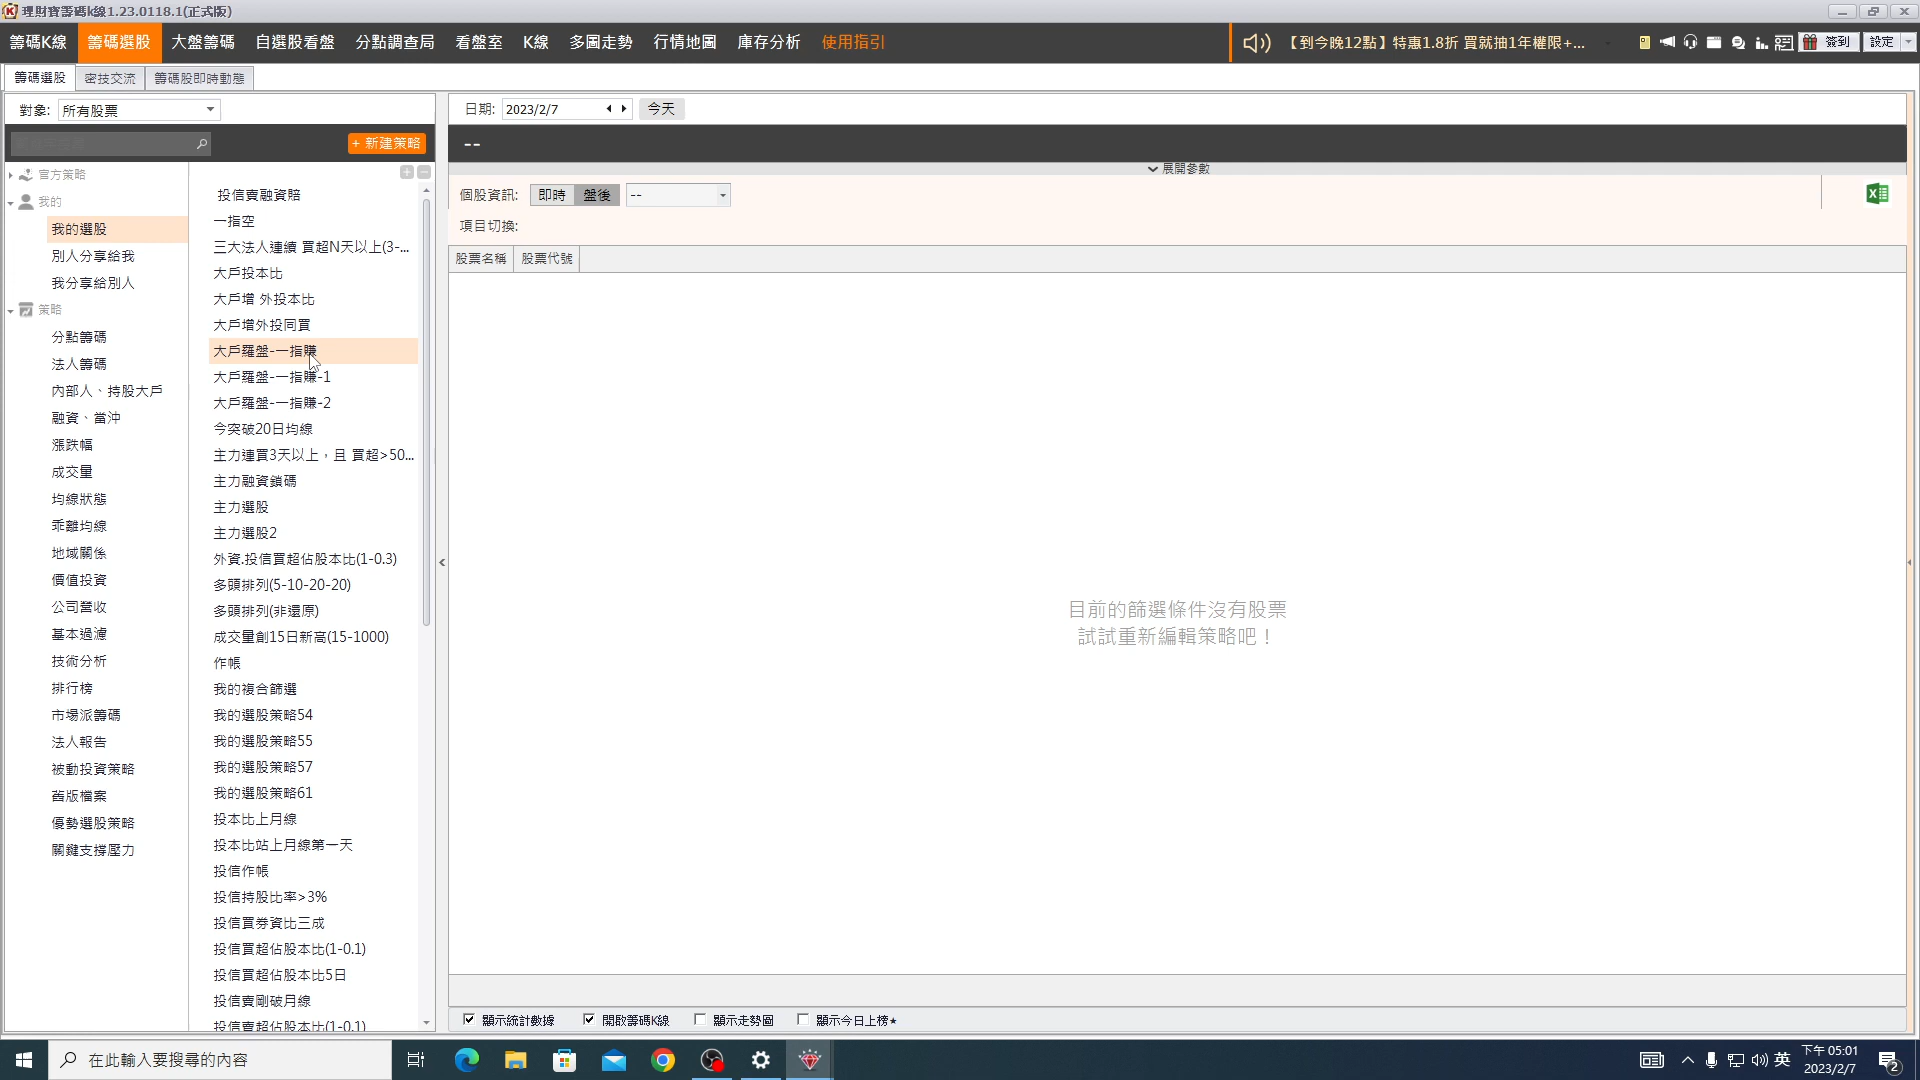 理財寶籌碼k線1.23.0118.1(正式版)
籌碼K線 籌碼選股 大盤籌碼 自選股看盤 分點調查局 看盤室 K線 多圖走勢 行情地圖 庫存分析 使用指引
【到今晚12點】特惠1.8折 買就抽1年權限+...
簽到 設定
籌碼選股 密技交流 籌碼股即時動態
對象: 所有股票
日期: 2023/2/7 今天
+ 新建策略
--
展開參數
官方策略
我的
我的選股
別人分享給我
我分享給別人
策略
分點籌碼
法人籌碼
內部人、持股大戶
融資、當沖
漲跌幅
成交量
均線狀態
乖離均線
地域關係
價值投資
公司營收
基本過濾
技術分析
排行榜
市場派籌碼
法人報告
被動投資策略
舊版檔案
優勢選股策略
關鍵支撐壓力
投信賣融資賠
一指空
三大法人連續 買超N天以上(3-...
大戶投本比
大戶增 外投本比
大戶增外投同買
大戶羅盤-一指賺
大戶羅盤-一指賺-1
大戶羅盤-一指賺-2
今突破20日均線
主力連買3天以上，且 買超>50...
主力融資鎖碼
主力選股
主力選股2
外資.投信買超佔股本比(1-0.3)
多頭排列(5-10-20-20)
多頭排列(非還原)
成交量創15日新高(15-1000)
作帳
我的複合篩選
我的選股策略54
我的選股策略55
我的選股策略57
我的選股策略61
投本比上月線
投本比站上月線第一天
投信作帳
投信持股比率>3%
投信買券資比三成
投信買超佔股本比(1-0.1)
投信買超佔股本比5日
投信賣剛破月線
投信賣超佔股本比(1-0.1)
個股資訊: 即時 盤後 --
項目切換:
股票名稱 股票代號
目前的篩選條件沒有股票
試試重新編輯策略吧！
顯示統計數據 開啟籌碼K線 顯示走勢圖 顯示今日上榜★
在此輸入要搜尋的內容
英
下午 05:01
2023/2/7
2